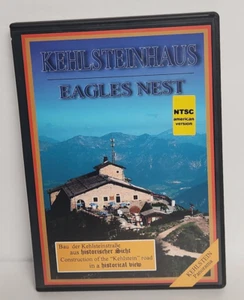 KEHLSTEINHAUS
EAGLES NEST
NTSC
american
version
Bau der Kehlsteinstraße
aus historischer Sicht
Construction of the "Kehlstein" road
in a historical view
KEHLSTEIN